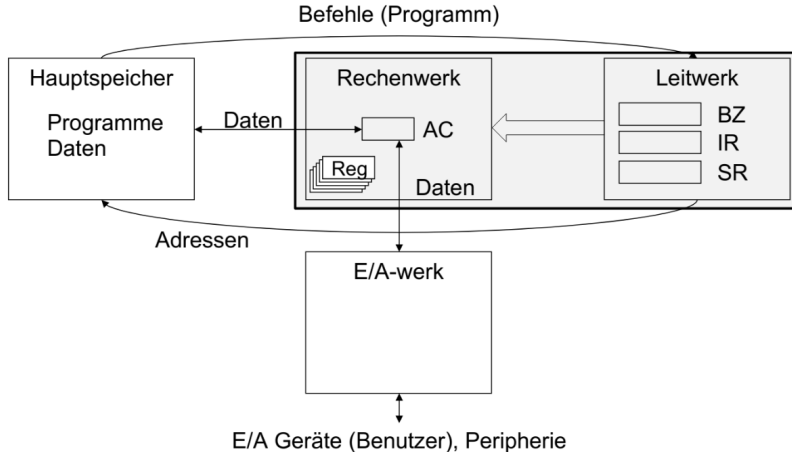 Befehle (Programm)
Hauptspeicher
Programme
Daten
Daten
Rechenwerk
AC
Reg
Daten
Leitwerk
BZ
IR
SR
Adressen
E/A-werk
E/A Geräte (Benutzer), Peripherie